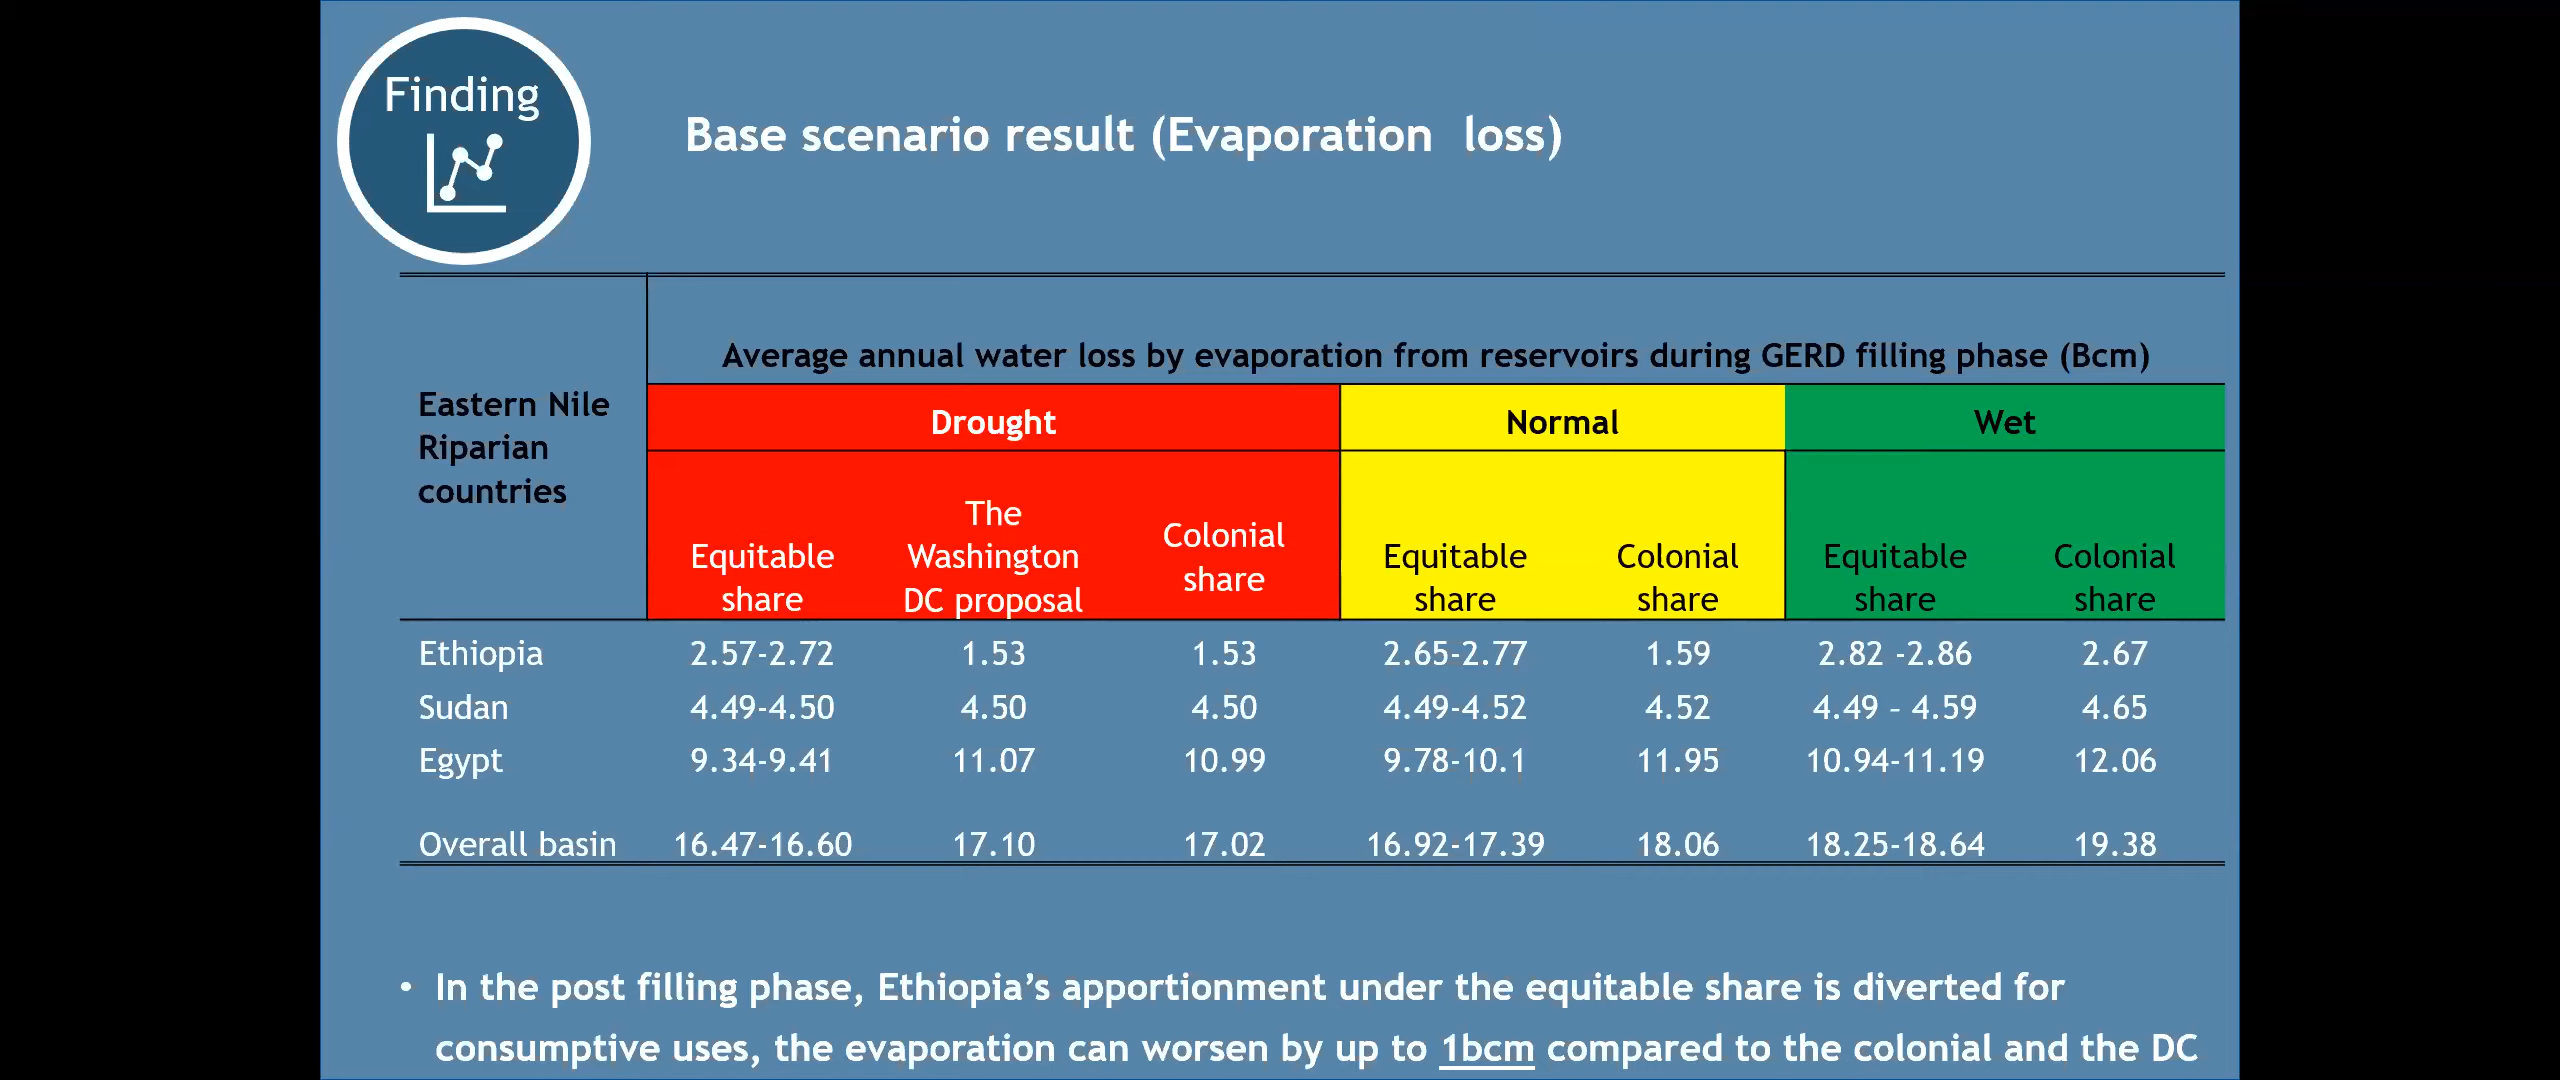 Finding
Base scenario result (Evaporation loss)
Average annual water loss by evaporation from reservoirs during GERD filling phase (Bcm)
Eastern Nile
Riparian
countries
Drought
Normal
Wet
Equitable
share
The
Washington
DC proposal
Colonial
share
Equitable
share
Colonial
share
Equitable
share
Colonial
share
Ethiopia 2.57-2.72 1.53 1.53 2.65-2.77 1.59 2.82 -2.86 2.67
Sudan 4.49-4.50 4.50 4.50 4.49-4.52 4.52 4.49 – 4.59 4.65
Egypt 9.34-9.41 11.07 10.99 9.78-10.1 11.95 10.94-11.19 12.06
Overall basin 16.47-16.60 17.10 17.02 16.92-17.39 18.06 18.25-18.64 19.38
• In the post filling phase, Ethiopia’s apportionment under the equitable share is diverted for
consumptive uses, the evaporation can worsen by up to 1bcm compared to the colonial and the DC